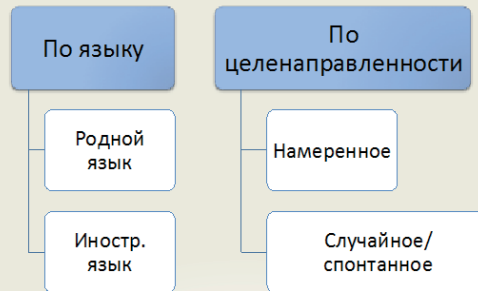 По языку
Родной
язык
Иностр.
язык
По
целенаправленности
Намеренное
Случайное/
спонтанное